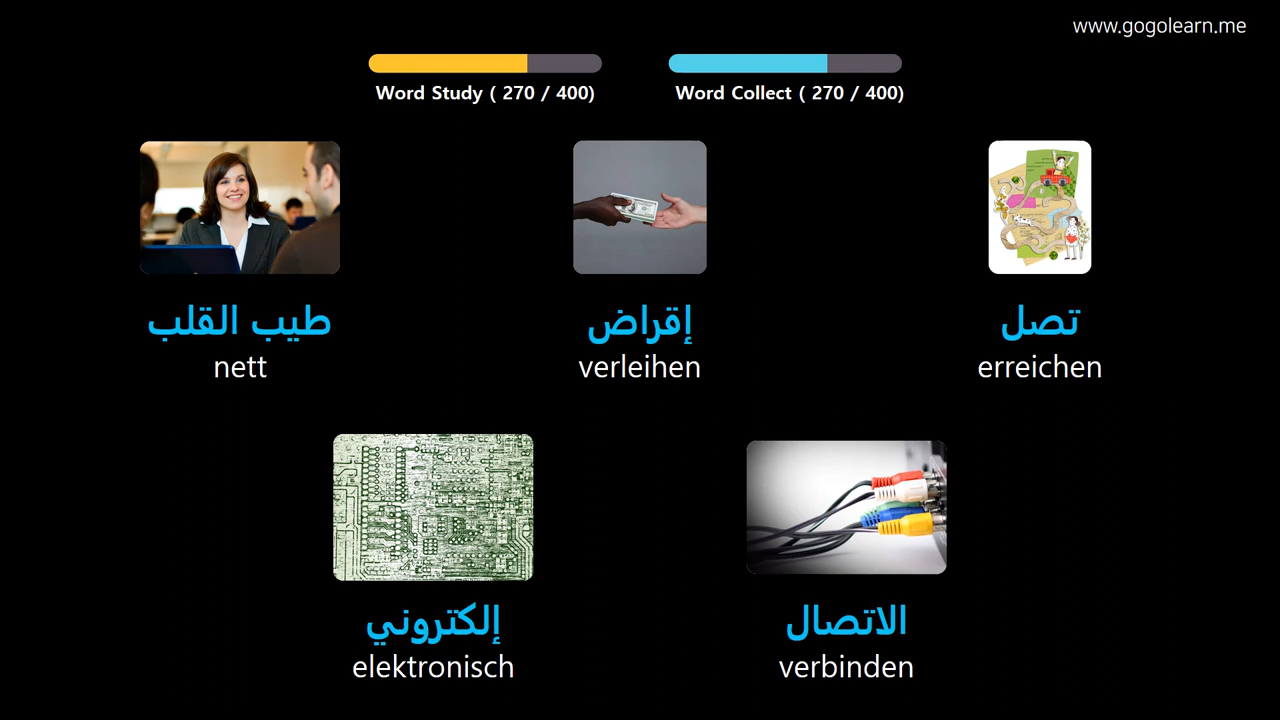 www.gogolearn.me
Word Study ( 270 / 400)
Word Collect ( 270 / 400)
طيب القلب
nett
إقراض
verleihen
تصل
erreichen
إلكتروني
elektronisch
الاتصال
verbinden